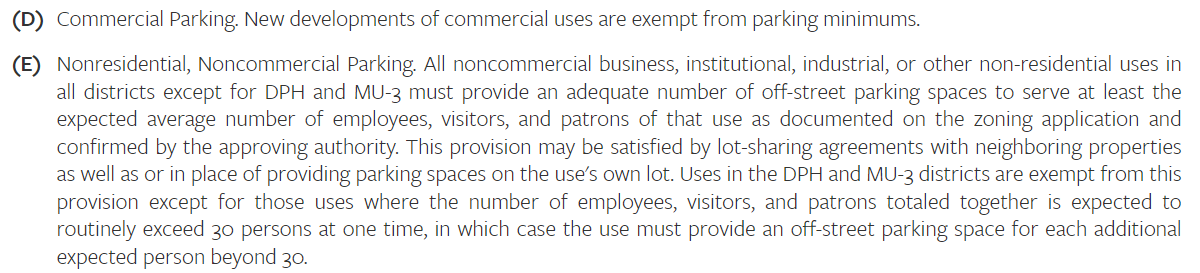 (D) Commercial Parking. New developments of commercial uses are exempt from parking minimums.
(E) Nonresidential, Noncommercial Parking. All noncommercial business, institutional, industrial, or other non-residential uses in
all districts except for DPH and MU-3 must provide an adequate number of off-street parking spaces to serve at least the
expected average number of employees, visitors, and patrons of that use as documented on the zoning application and
confirmed by the approving authority. This provision may be satisfied by lot-sharing agreements with neighboring properties
as well as or in place of providing parking spaces on the use's own lot. Uses in the DPH and MU-3 districts are exempt from this
provision except for those uses where the number of employees, visitors, and patrons totaled together is expected to
routinely exceed 30 persons at one time, in which case the use must provide an off-street parking space for each additional
expected person beyond 30.